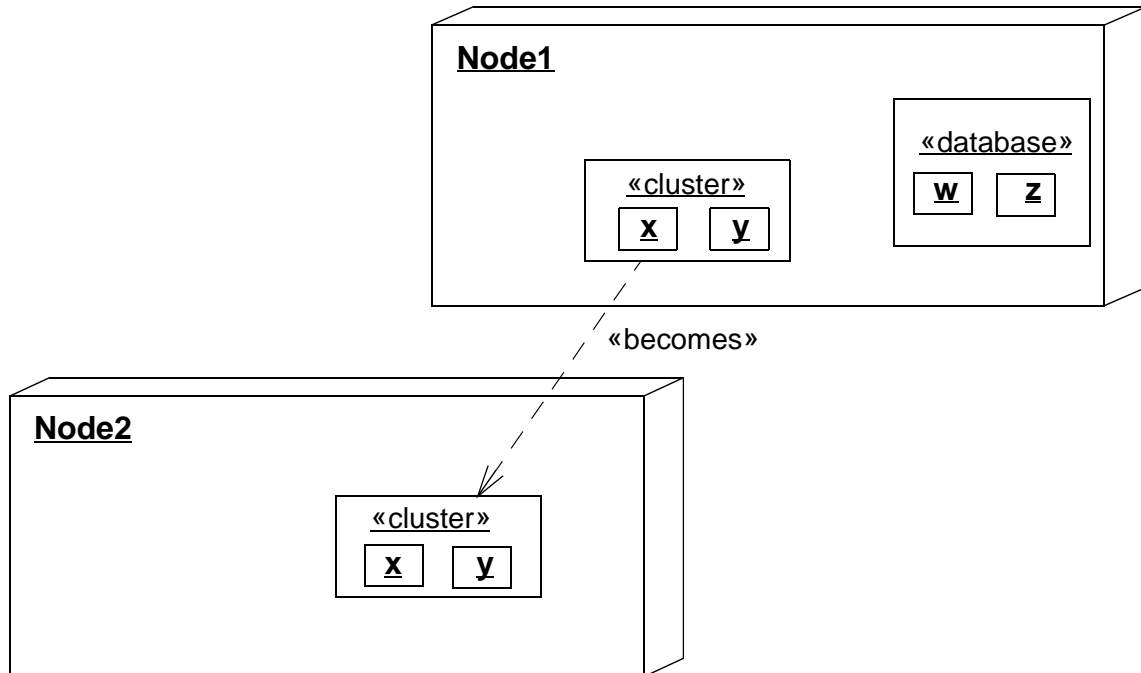 Node1
«database»
w z
«cluster»
x y
«becomes»
Node2
«cluster»
x y